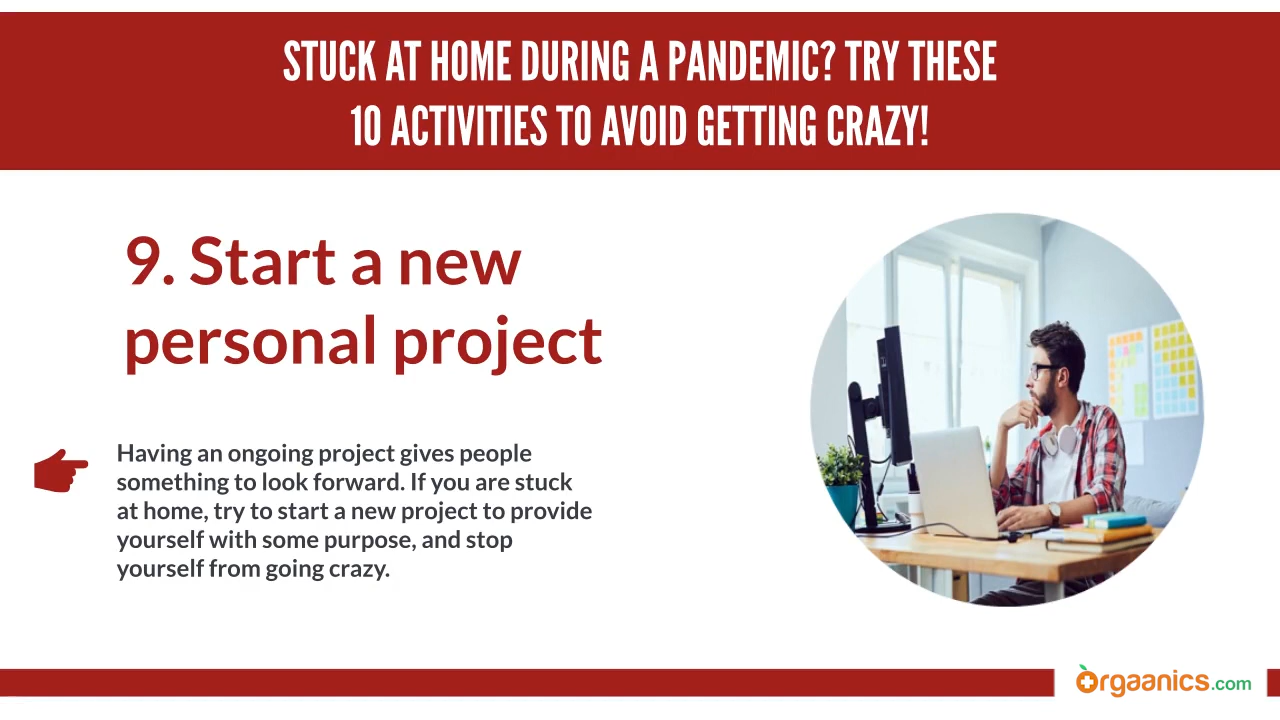 STUCK AT HOME DURING A PANDEMIC? TRY THESE
10 ACTIVITIES TO AVOID GETTING CRAZY!
9. Start a new
personal project
Having an ongoing project gives people
something to look forward. If you are stuck
at home, try to start a new project to provide
yourself with some purpose, and stop
yourself from going crazy.
Orgaanics.com